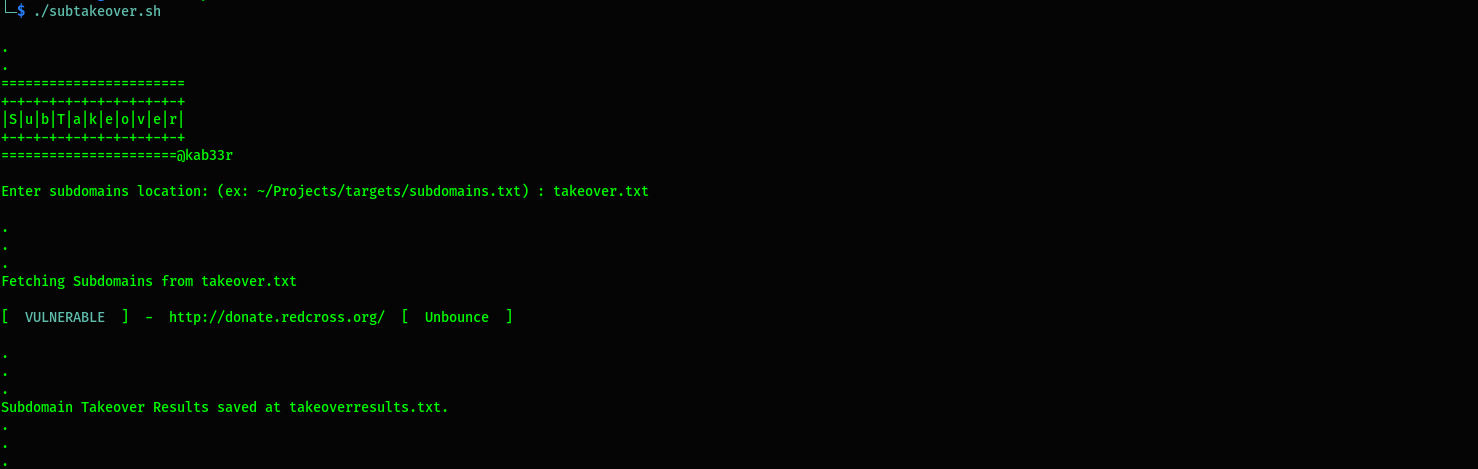 └─$ ./subtakeover.sh
.
.
=======================
+-+-+-+-+-+-+-+-+-+-+-+
|S|u|b|T|a|k|e|o|v|e|r|
+-+-+-+-+-+-+-+-+-+-+-+
======================@kab33r
Enter subdomains location: (ex: ~/Projects/targets/subdomains.txt) : takeover.txt
.
.
.
Fetching Subdomains from takeover.txt
[  VULNERABLE  ]  -  http://donate.redcross.org/  [  Unbounce  ]
.
.
.
Subdomain Takeover Results saved at takeoverresults.txt.
.
.
.